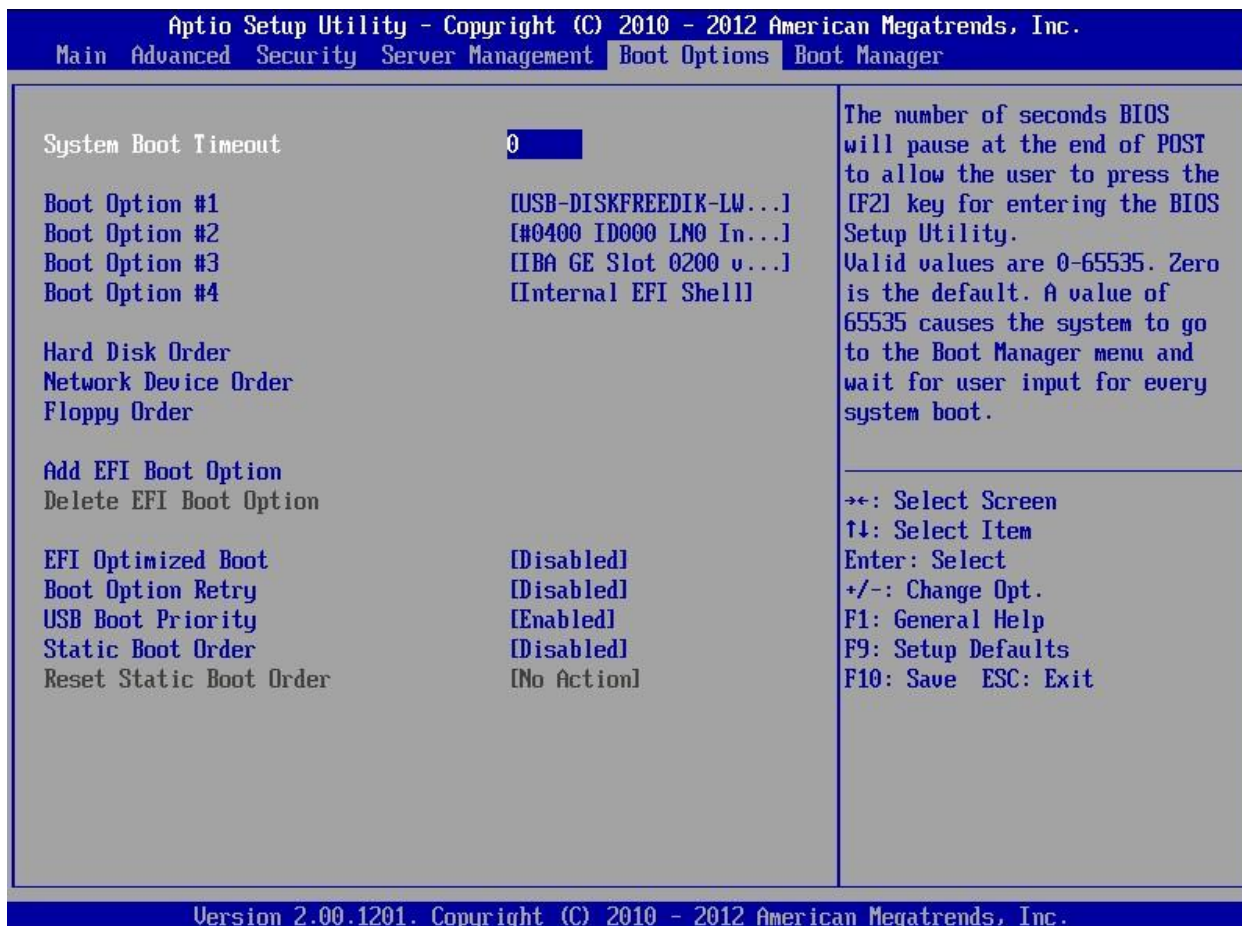 Aptio Setup Utility - Copyright (C) 2010 - 2012 American Megatrends, Inc.
Main Advanced Security Server Management Boot Options Boot Manager
System Boot Timeout 0
Boot Option #1 [USB-DISKFREEDIK-LW...]
Boot Option #2 [#0400 ID000 LN0 In...]
Boot Option #3 [IBA GE Slot 0200 v...]
Boot Option #4 [Internal EFI Shell]
Hard Disk Order
Network Device Order
Floppy Order
Add EFI Boot Option
Delete EFI Boot Option
EFI Optimized Boot [Disabled]
Boot Option Retry [Disabled]
USB Boot Priority [Enabled]
Static Boot Order [Disabled]
Reset Static Boot Order [No Action]
The number of seconds BIOS
will pause at the end of POST
to allow the user to press the
[F2] key for entering the BIOS
Setup Utility.
Valid values are 0-65535. Zero
is the default. A value of
65535 causes the system to go
to the Boot Manager menu and
wait for user input for every
system boot.
→←: Select Screen
↑↓: Select Item
Enter: Select
+/-: Change Opt.
F1: General Help
F9: Setup Defaults
F10: Save ESC: Exit
Version 2.00.1201. Copyright (C) 2010 - 2012 American Megatrends, Inc.